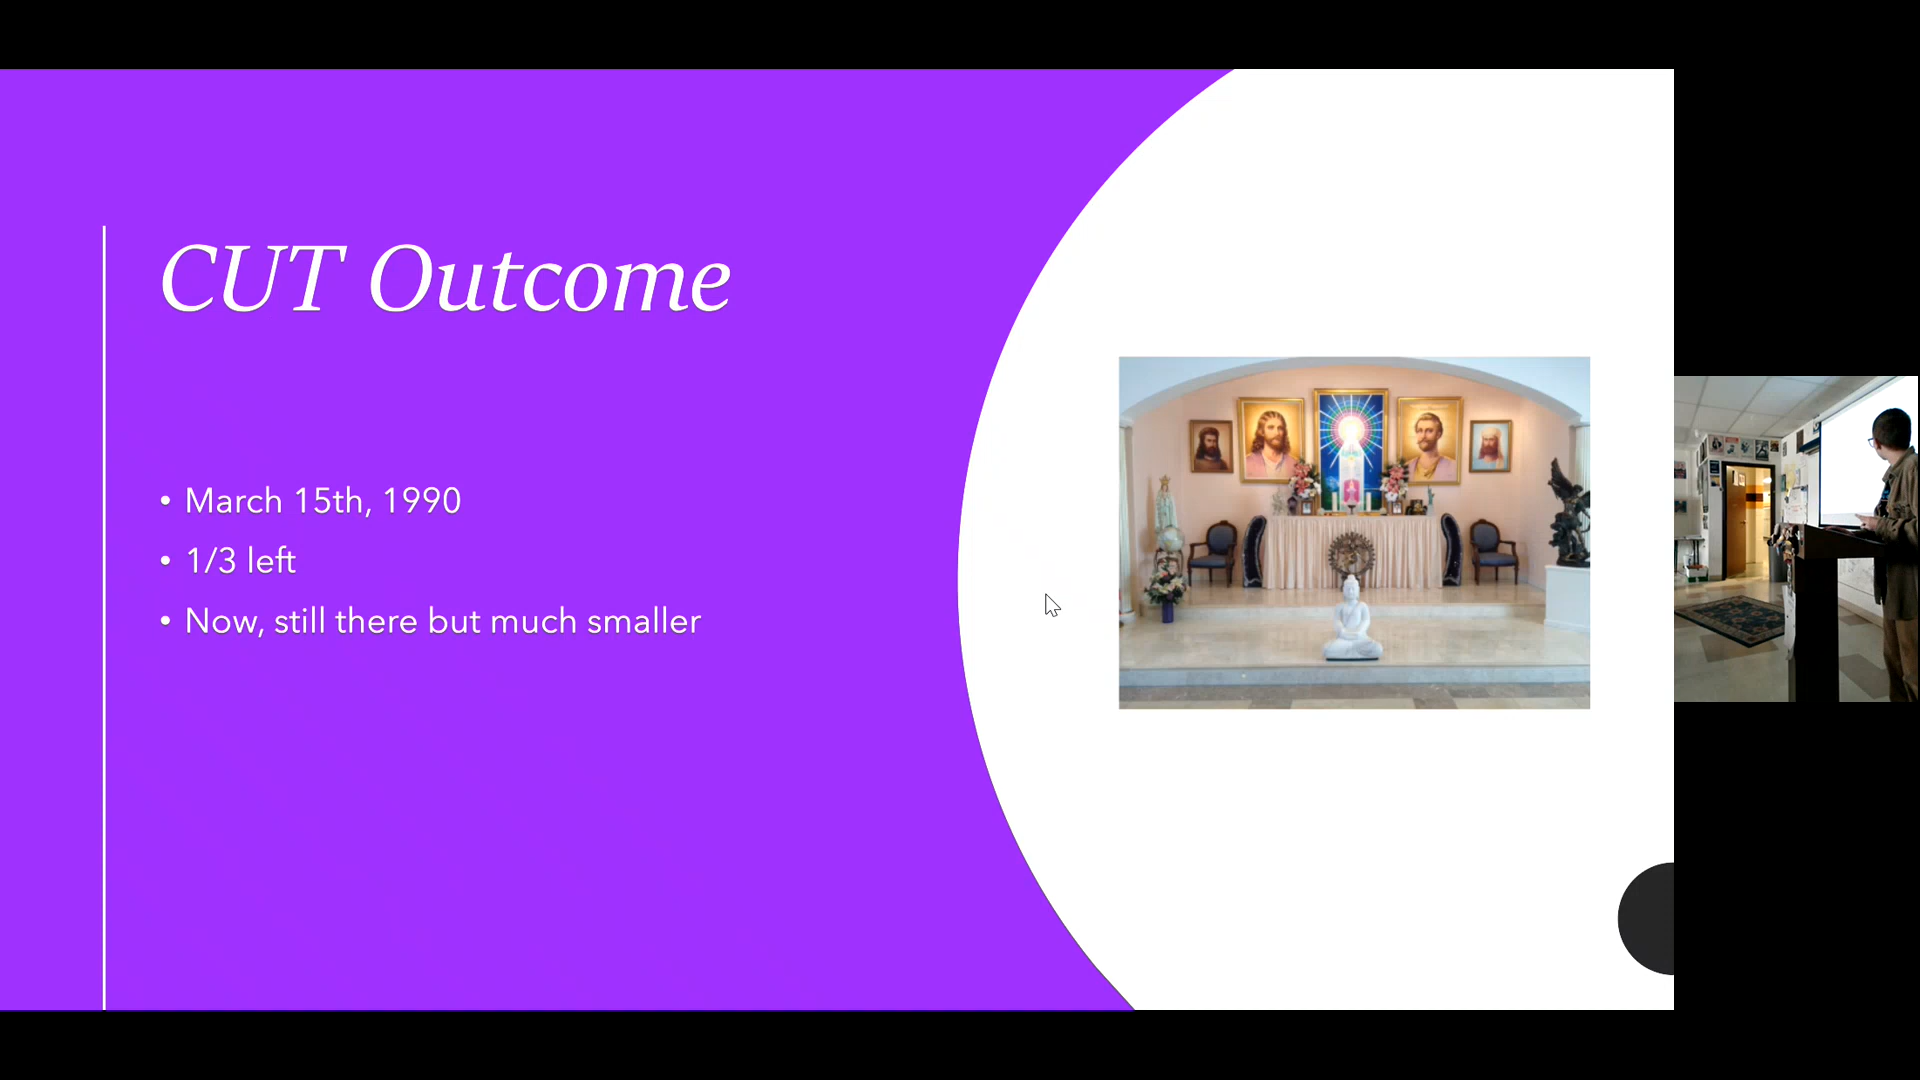 CUT Outcome
• March 15th, 1990
• 1/3 left
• Now, still there but much smaller